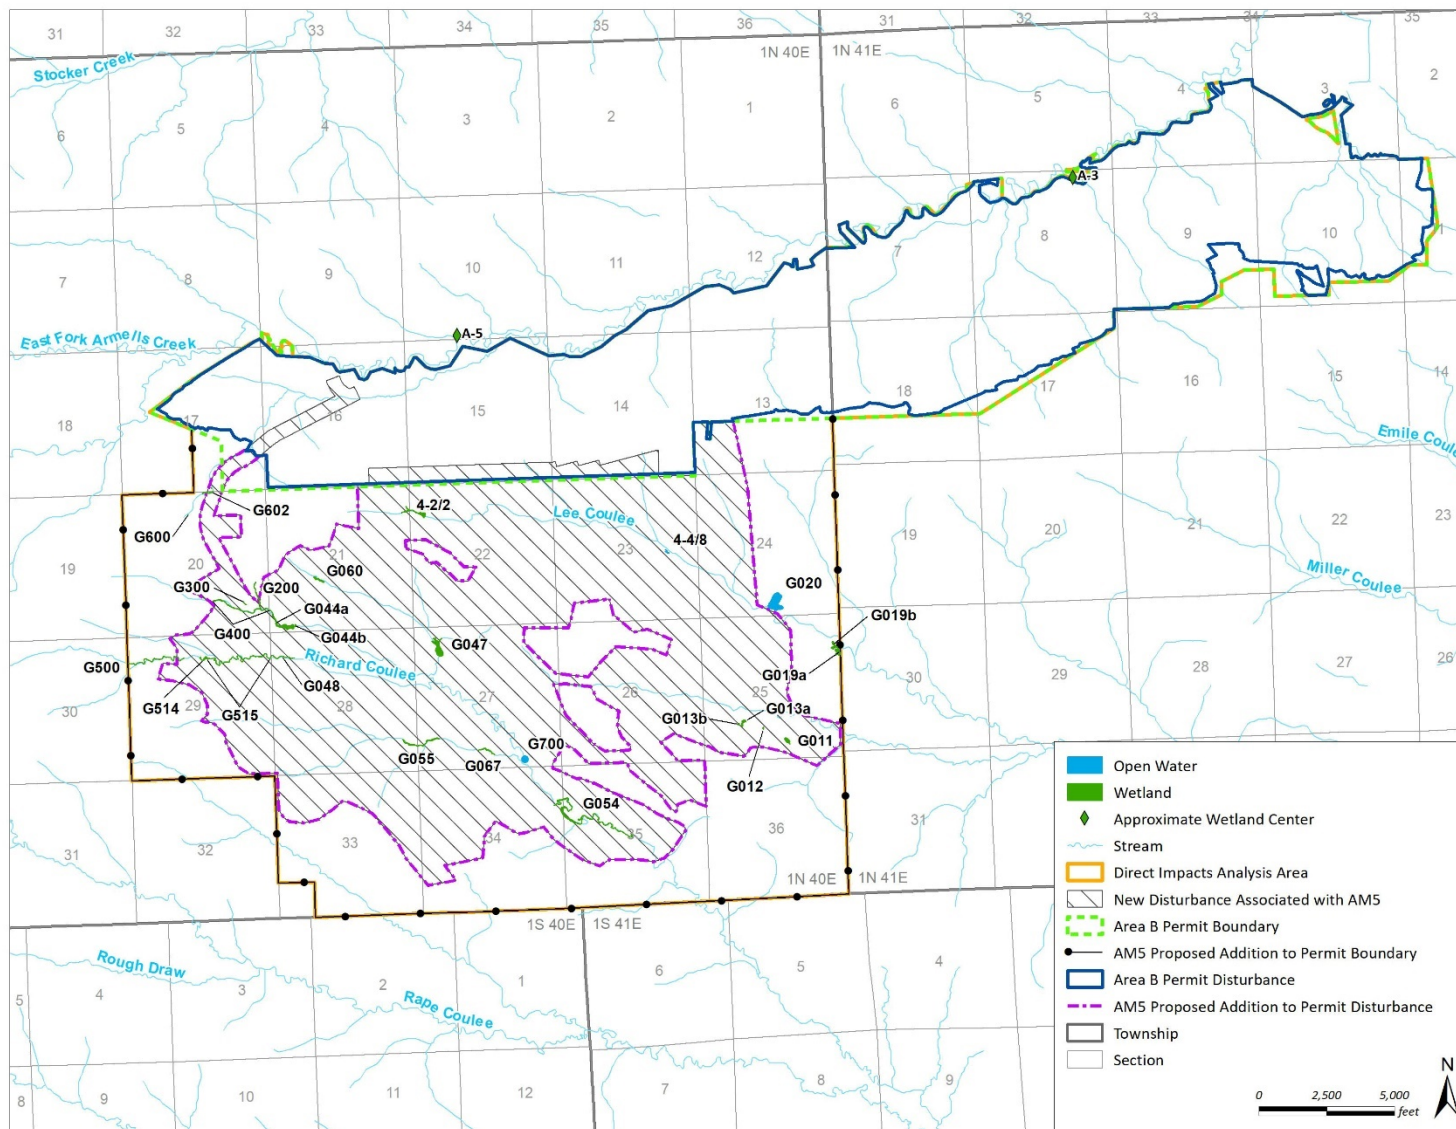 31 32 33 34 35 36 31 32 33 34 35
Stocker Creek
1N 40E 1N 41E
6 5 4 3 2 1 6 5 4 3 2
A-3
7 8 9 10 11 12 7 8 9 10 1
East Fork Armells Creek
A-5
18 17 16 15 14 13 18 17 16 15 14
Emile Coulee
4-2/2
G602
Lee Coulee
G600
4-4/8
19 20 21 22 23 24 19 20 21 22 23
G060
Miller Coulee
G300
G200
G020
G044a
G400
G044b
G047
G019b
Richard Coulee
G500
G048
G019a
30 29 28 27 26 25 30 28 27 26
G514
G515
G013b
G013a
G055
G067
G700
G011
G012
G054
31 32 33 34 35 36
1N 40E 1N 41E
1S 40E 1S 41E
Rough Draw
5 4 3 2 1 6 5 4
Rape Coulee
8 9 10 11 12 7 8 9
Open Water
Wetland
Approximate Wetland Center
Stream
Direct Impacts Analysis Area
New Disturbance Associated with AM5
Area B Permit Boundary
AM5 Proposed Addition to Permit Boundary
Area B Permit Disturbance
AM5 Proposed Addition to Permit Disturbance
Township
Section
N
0 2,500 5,000
feet